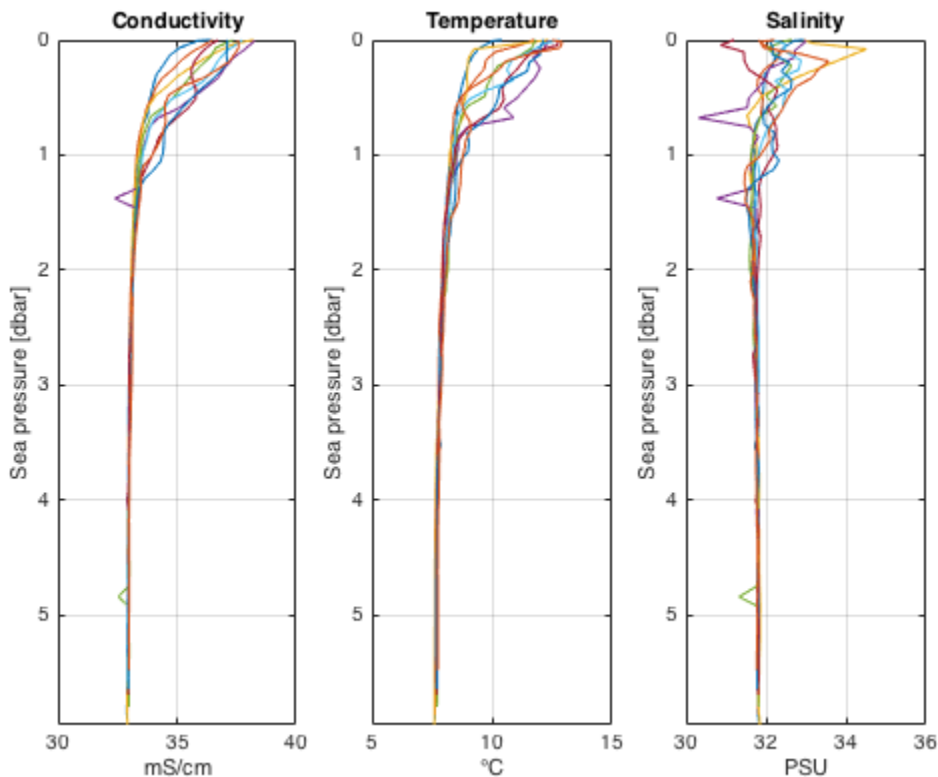 Conductivity
0
1
2
3
4
5
Sea pressure [dbar]
30 35 40
mS/cm
Temperature
0
1
2
3
4
5
Sea pressure [dbar]
5 10 15
°C
Salinity
0
1
2
3
4
5
Sea pressure [dbar]
30 32 34 36
PSU